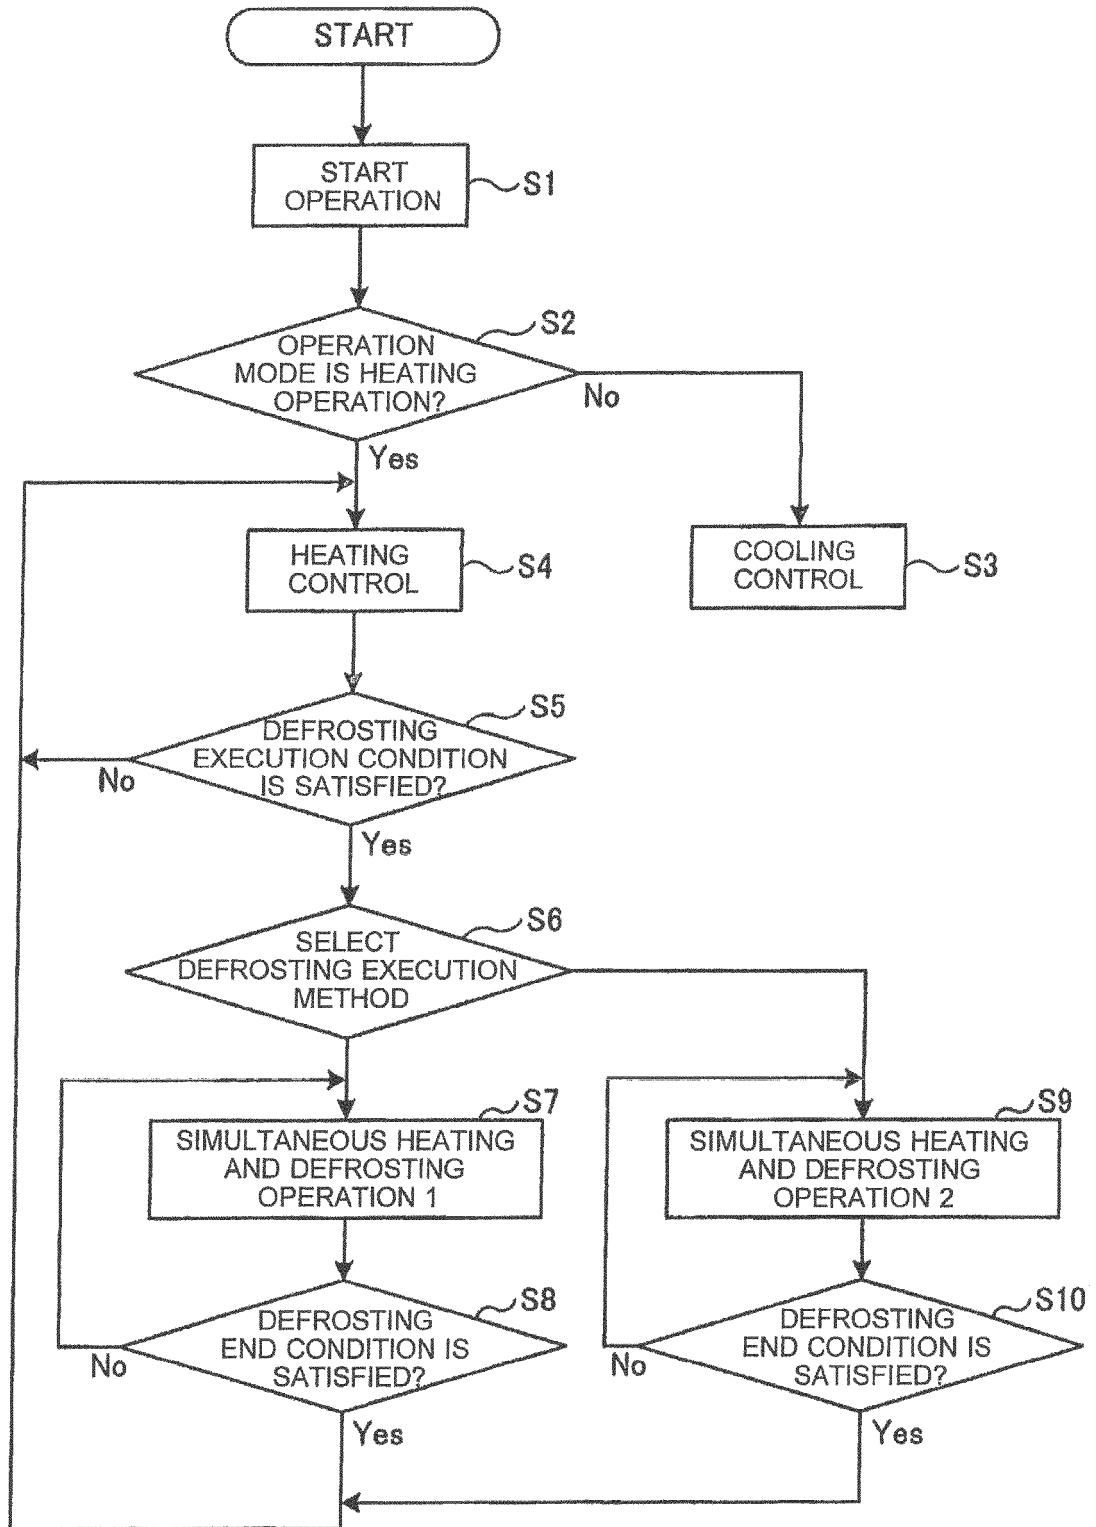 START
START
OPERATION
S1
OPERATION
MODE IS HEATING
OPERATION?
S2
No
Yes
HEATING
CONTROL
S4
COOLING
CONTROL
S3
DEFROSTING
EXECUTION CONDITION
IS SATISFIED?
S5
No
Yes
SELECT
DEFROSTING EXECUTION
METHOD
S6
SIMULTANEOUS HEATING
AND DEFROSTING
OPERATION 1
S7
SIMULTANEOUS HEATING
AND DEFROSTING
OPERATION 2
S9
DEFROSTING
END CONDITION IS
SATISFIED?
S8
No
Yes
DEFROSTING
END CONDITION IS
SATISFIED?
S10
No
Yes